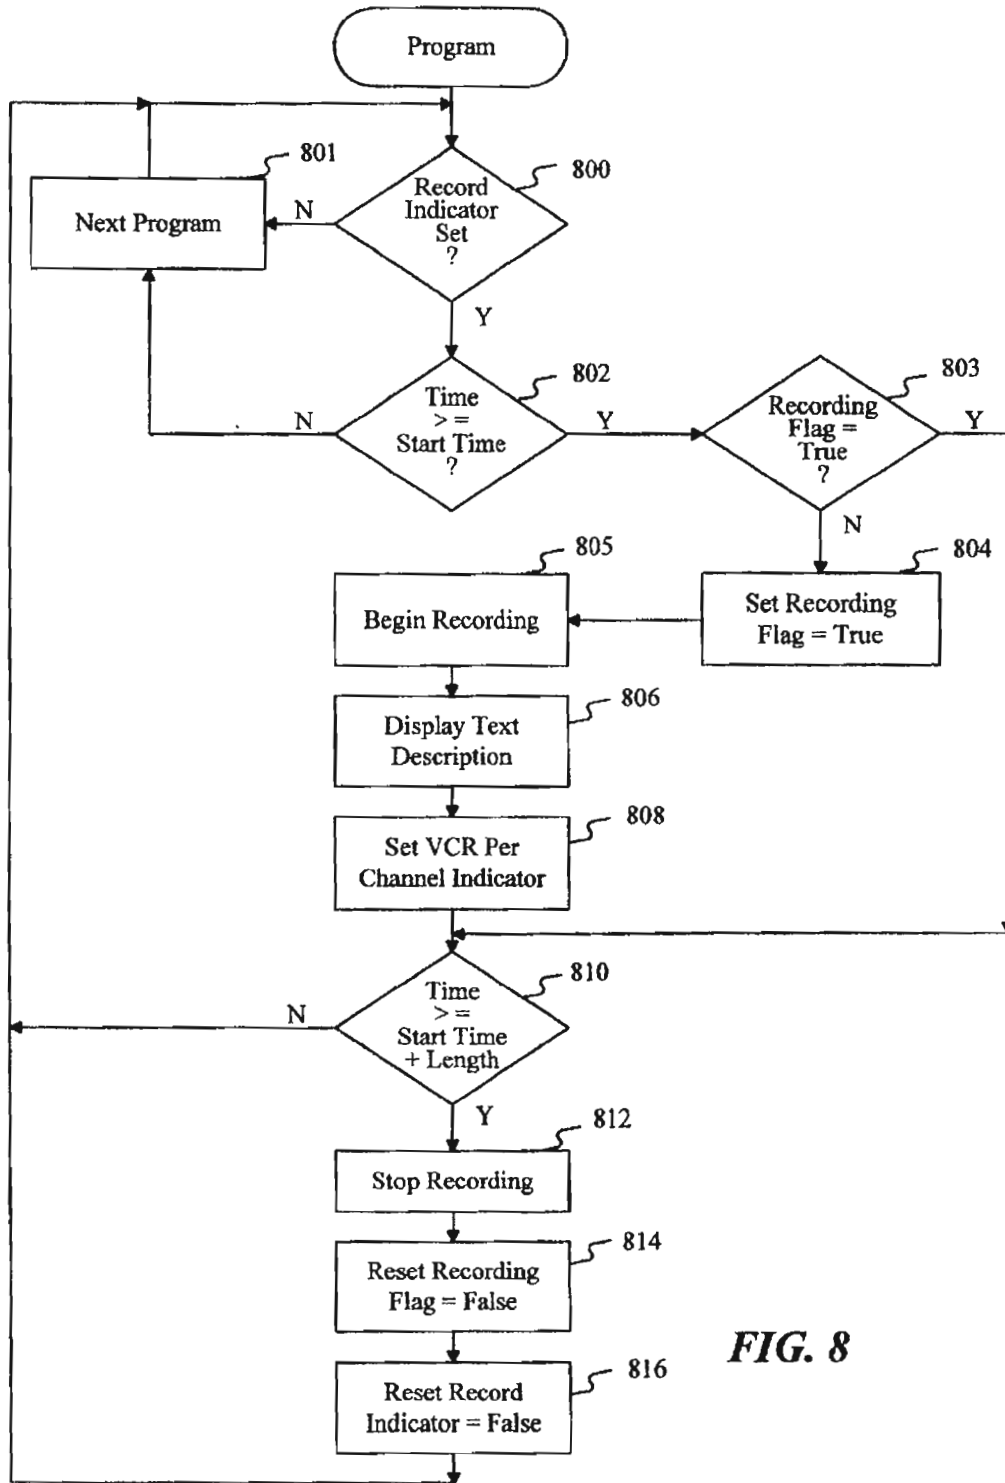 Program
801
Next Program
N
800
Record
Indicator
Set
?
Y
802
Time
> =
Start Time
?
N
Y
803
Recording
Flag =
True
?
Y
N
804
Set Recording
Flag = True
805
Begin Recording
806
Display Text
Description
808
Set VCR Per
Channel Indicator
810
Time
> =
Start Time
+ Length
N
Y
812
Stop Recording
814
Reset Recording
Flag = False
816
Reset Record
Indicator = False
FIG. 8